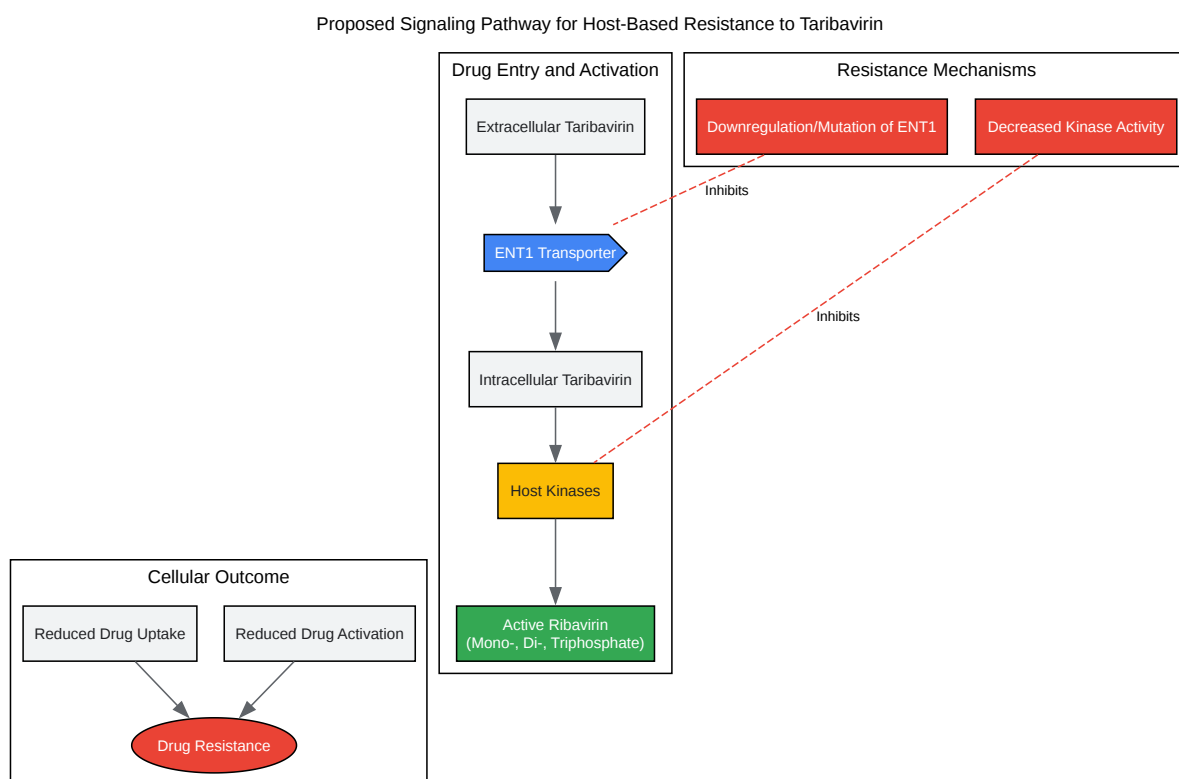 Proposed Signaling Pathway for Host-Based Resistance to Taribavirin
Drug Entry and Activation
Extracellular Taribavirin
ENT1 Transporter
Intracellular Taribavirin
Host Kinases
Active Ribavirin
(Mono-, Di-, Triphosphate)
Resistance Mechanisms
Downregulation/Mutation of ENT1
Decreased Kinase Activity
Inhibits
Inhibits
Cellular Outcome
Reduced Drug Uptake
Reduced Drug Activation
Drug Resistance